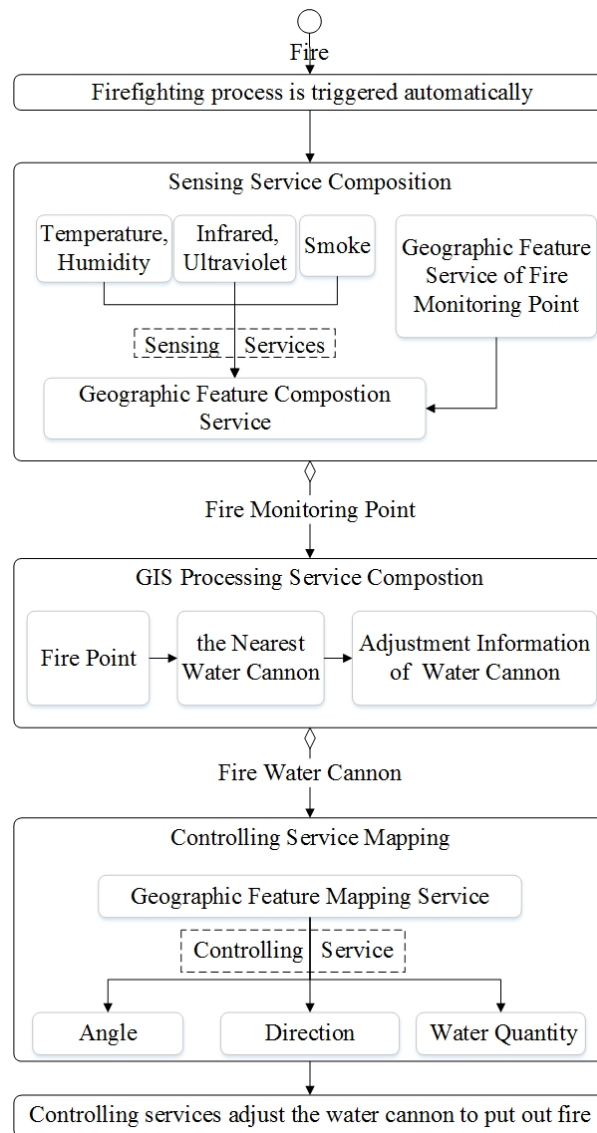 Fire
Firefighting process is triggered automatically
Sensing Service Composition
Temperature,
Humidity
Infrared,
Ultraviolet
Smoke
Geographic Feature
Service of Fire
Monitoring Point
Sensing Services
Geographic Feature Compostion
Service
Fire Monitoring Point
GIS Processing Service Compostion
Fire Point
the Nearest
Water Cannon
Adjustment Information
of Water Cannon
Fire Water Cannon
Controlling Service Mapping
Geographic Feature Mapping Service
Controlling Service
Angle
Direction
Water Quantity
Controlling services adjust the water cannon to put out fire